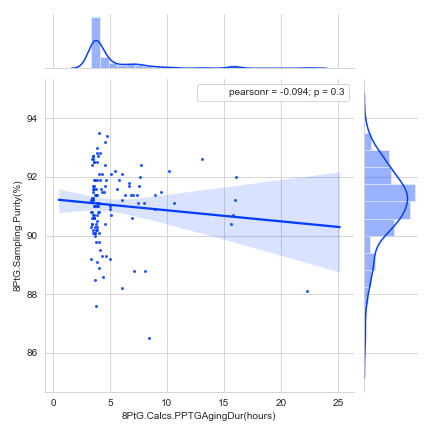 pearsonr = -0.094; p = 0.3
94
92
90
88
86
8PtG.Sampling.Purity(%)
0 5 10 15 20 25
8PtG.Calcs.PPTGAgingDur(hours)